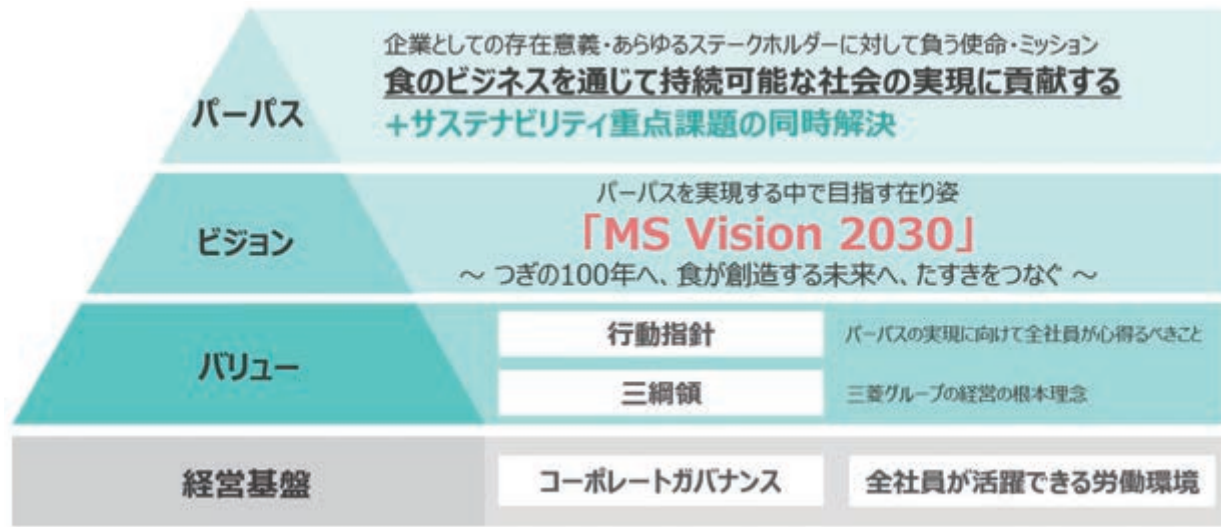 パーパス
企業としての存在意義・あらゆるステークホルダーに対して負う使命・ミッション
食のビジネスを通じて持続可能な社会の実現に貢献する
+サステナビリティ重点課題の同時解決
ビジョン
パーパスを実現する中で目指す在り姿
「MS Vision 2030」
～ つぎの100年へ、食が創造する未来へ、たすきをつなぐ ～
バリュー
行動指針
パーパスの実現に向けて全社員が心得るべきこと
三綱領
三菱グループの経営の根本理念
経営基盤
コーポレートガバナンス
全社員が活躍できる労働環境